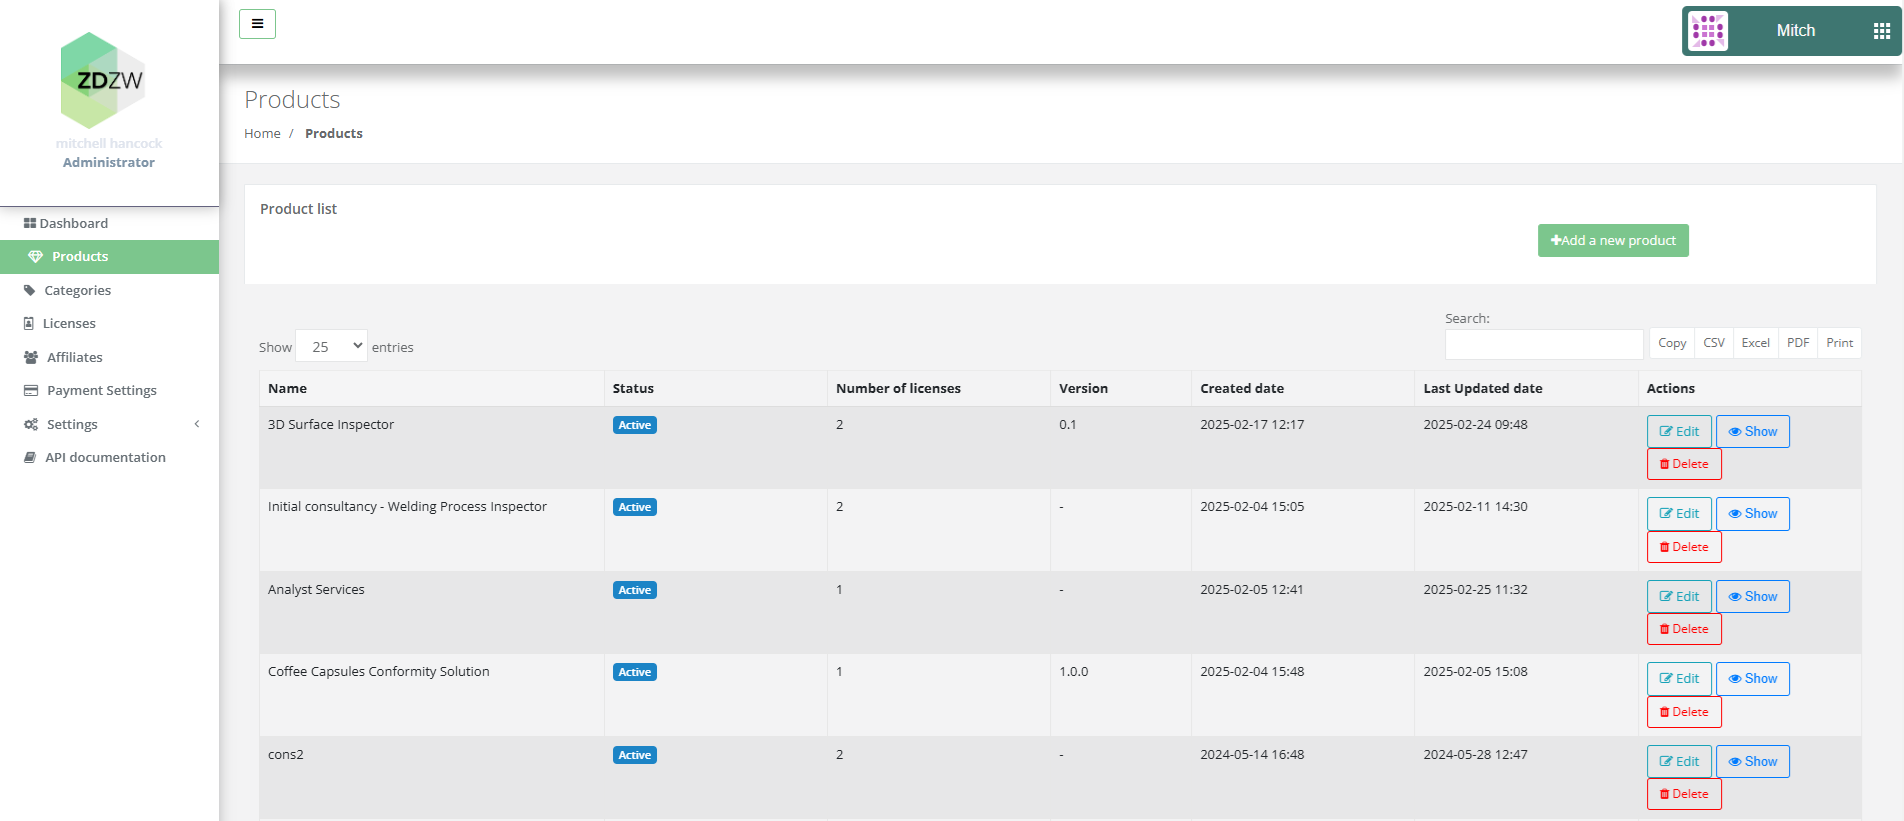 ZDZW
mitchell hancock
Administrator
Dashboard
Products
Categories
Licenses
Affiliates
Payment Settings
Settings
API documentation
Mitch
Products
Home / Products
Product list
Add a new product
Show 25 entries
Search:
Copy CSV Excel PDF Print
Name Status Number of licenses Version Created date Last Updated date Actions
3D Surface Inspector Active 2 0.1 2025-02-17 12:17 2025-02-24 09:48 Edit Show
Delete
Initial consultancy - Welding Process Inspector Active 2 - 2025-02-04 15:05 2025-02-11 14:30 Edit Show
Delete
Analyst Services Active 1 - 2025-02-05 12:41 2025-02-25 11:32 Edit Show
Delete
Coffee Capsules Conformity Solution Active 1 1.0.0 2025-02-04 15:48 2025-02-05 15:08 Edit Show
Delete
cons2 Active 2 - 2024-05-14 16:48 2024-05-28 12:47 Edit Show
Delete